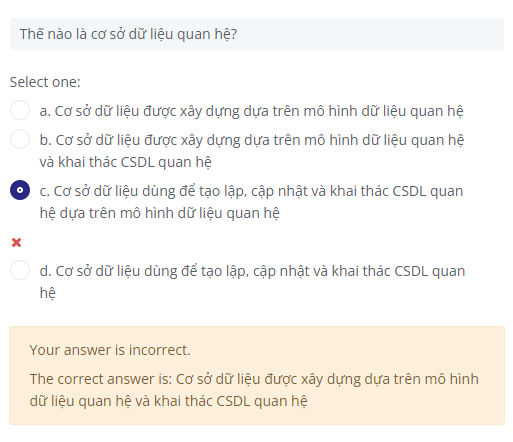 Thế nào là cơ sở dữ liệu quan hệ?
Select one:
a. Cơ sở dữ liệu được xây dựng dựa trên mô hình dữ liệu quan hệ
b. Cơ sở dữ liệu được xây dựng dựa trên mô hình dữ liệu quan hệ
và khai thác CSDL quan hệ
c. Cơ sở dữ liệu dùng để tạo lập, cập nhật và khai thác CSDL quan
hệ dựa trên mô hình dữ liệu quan hệ
d. Cơ sở dữ liệu dùng để tạo lập, cập nhật và khai thác CSDL quan
hệ
Your answer is incorrect.
The correct answer is: Cơ sở dữ liệu được xây dựng dựa trên mô hình
dữ liệu quan hệ và khai thác CSDL quan hệ